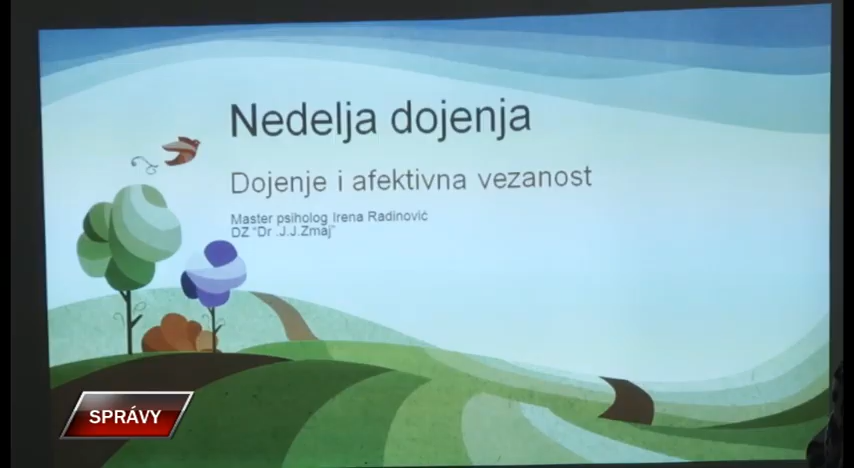 Nedelja dojenja
Dojenje i afektivna vezanost
Master psiholog Irena Radinović
DZ "Dr .J.J.Zmaj"
SPRÁVY